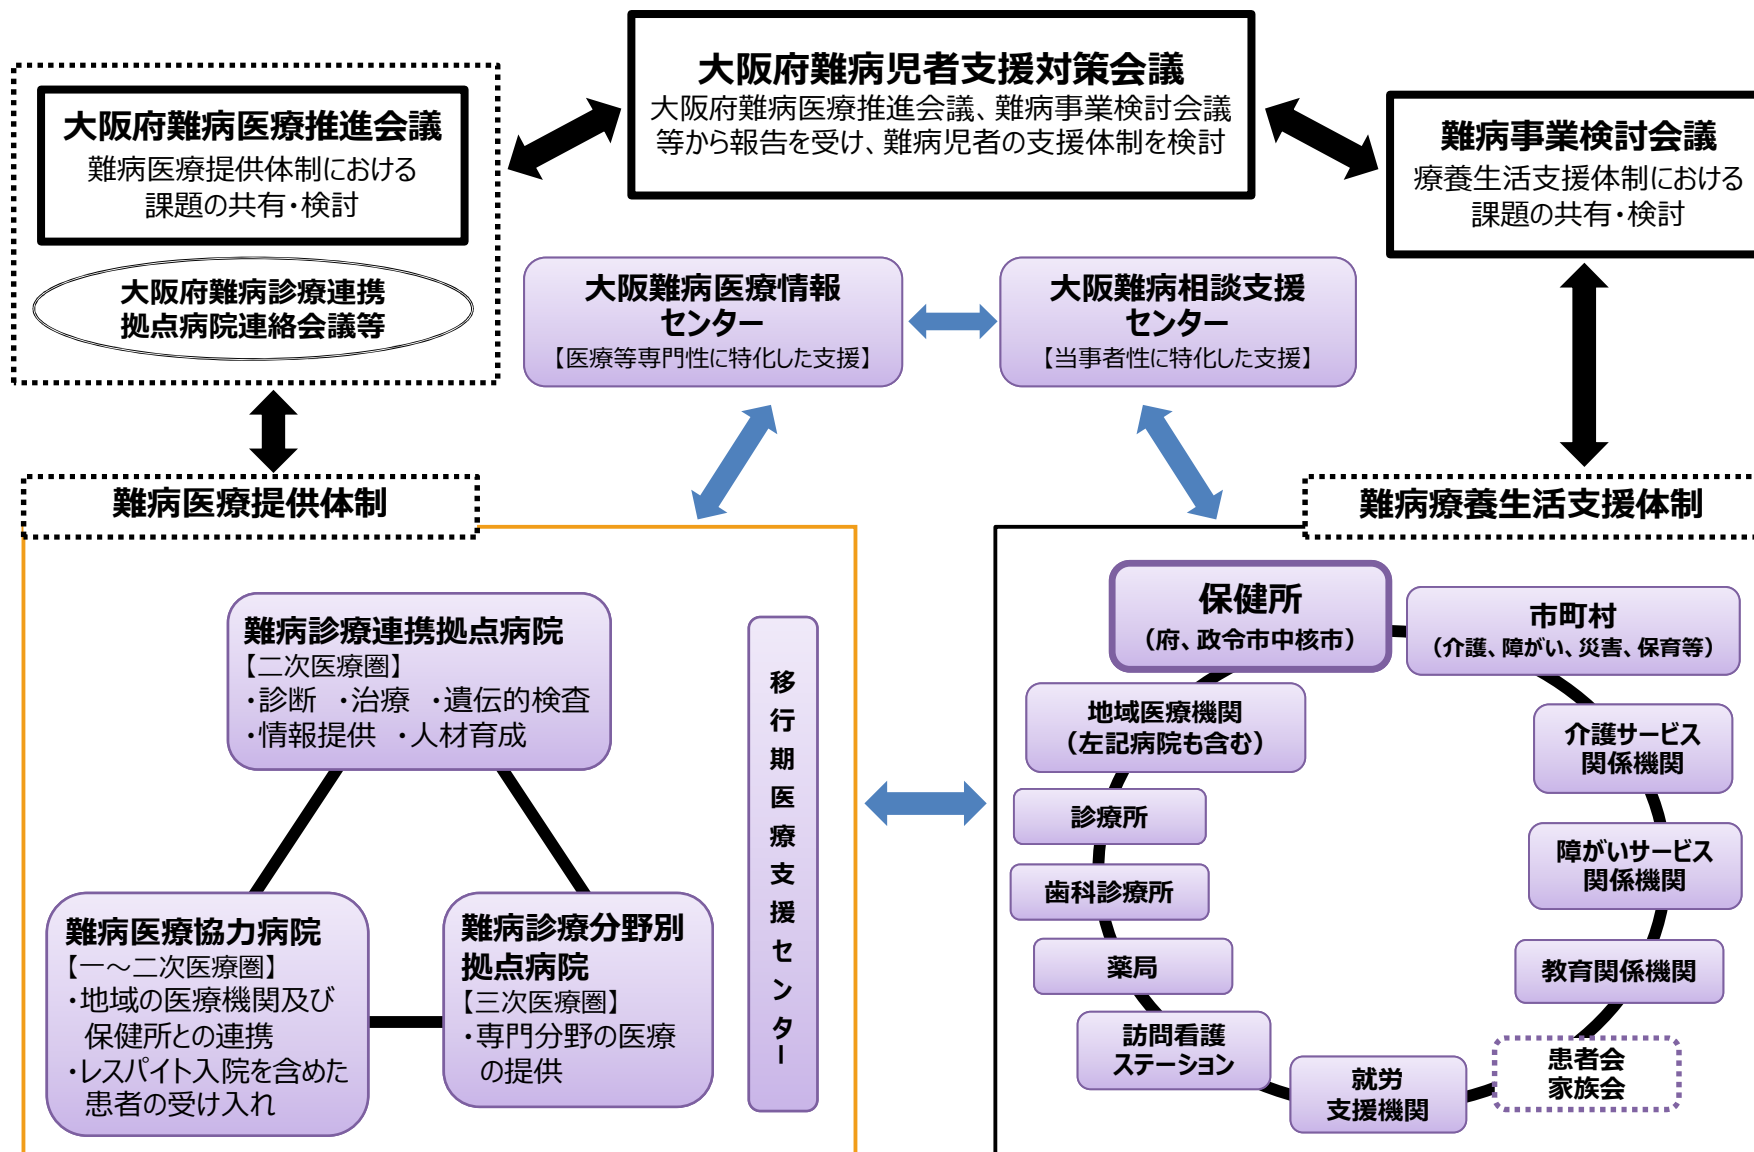 大阪府難病児者支援対策会議
大阪府難病医療推進会議、難病事業検討会議
等から報告を受け、難病児者の支援体制を検討
大阪府難病医療推進会議
難病医療提供体制における
課題の共有・検討
大阪府難病診療連携
拠点病院連絡会議等
難病事業検討会議
療養生活支援体制における
課題の共有・検討
大阪難病医療情報
センター
【医療等専門性に特化した支援】
大阪難病相談支援
センター
【当事者性に特化した支援】
難病医療提供体制
難病診療連携拠点病院
【二次医療圏】
・診断 ・治療 ・遺伝的検査
・情報提供 ・人材育成
難病医療協力病院
【一～二次医療圏】
・地域の医療機関及び
保健所との連携
・レスパイト入院を含めた
患者の受け入れ
難病診療分野別
拠点病院
【三次医療圏】
・専門分野の医療
の提供
移行期医療支援センター
難病療養生活支援体制
保健所
（府、政令市中核市）
市町村
（介護、障がい、災害、保育等）
地域医療機関
（左記病院も含む）
介護サービス
関係機関
診療所
障がいサービス
関係機関
歯科診療所
薬局
教育関係機関
訪問看護
ステーション
就労
支援機関
患者会
家族会